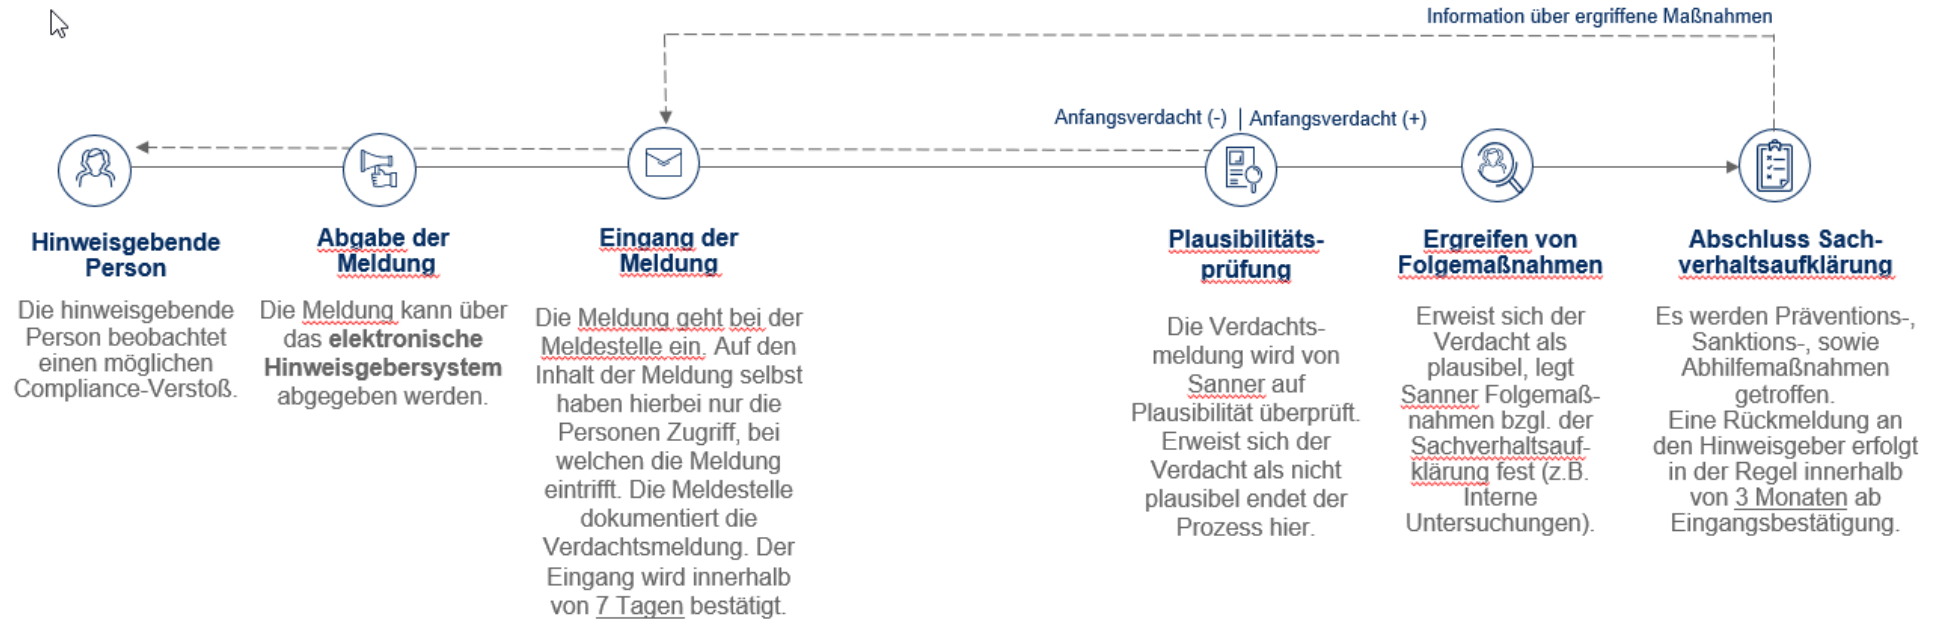 Information über ergriffene Maßnahmen
Anfangsverdacht (-) | Anfangsverdacht (+)
Hinweisgebende
Person
Die hinweisgebende
Person beobachtet
einen möglichen
Compliance-Verstoß.
Abgabe der
Meldung
Die Meldung kann über
das elektronische
Hinweisgebersystem
abgegeben werden.
Eingang der
Meldung
Die Meldung geht bei der
Meldestelle ein. Auf den
Inhalt der Meldung selbst
haben hierbei nur die
Personen Zugriff, bei
welchen die Meldung
eintrifft. Die Meldestelle
dokumentiert die
Verdachtsmeldung. Der
Eingang wird innerhalb
von 7 Tagen bestätigt.
Plausibilitäts-
prüfung
Die Verdachts-
meldung wird von
Sanner auf
Plausibilität überprüft.
Erweist sich der
Verdacht als nicht
plausibel endet der
Prozess hier.
Ergreifen von
Folgemaßnahmen
Erweist sich der
Verdacht als
plausibel, legt
Sanner Folgemaß-
nahmen bzgl. der
Sachverhaltsauf-
klärung fest (z.B.
Interne
Untersuchungen).
Abschluss Sach-
verhaltsaufklärung
Es werden Präventions-,
Sanktions-, sowie
Abhilfemaßnahmen
getroffen.
Eine Rückmeldung an
den Hinweisgeber erfolgt
in der Regel innerhalb
von 3 Monaten ab
Eingangsbestätigung.